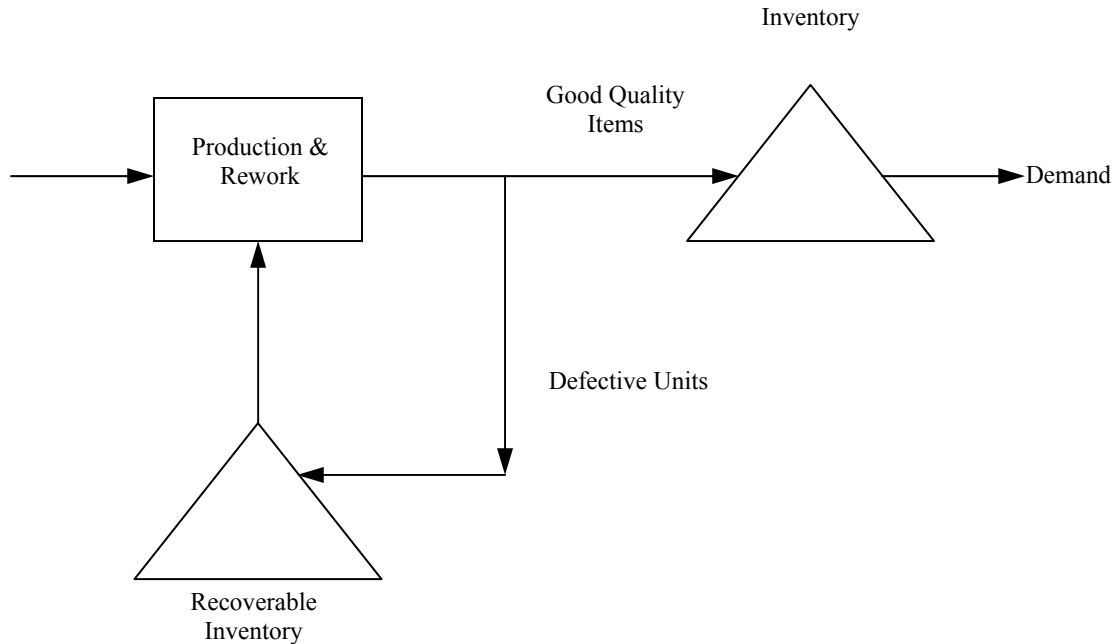 Inventory
Good Quality
Items
Production &
Rework
Demand
Defective Units
Recoverable
Inventory